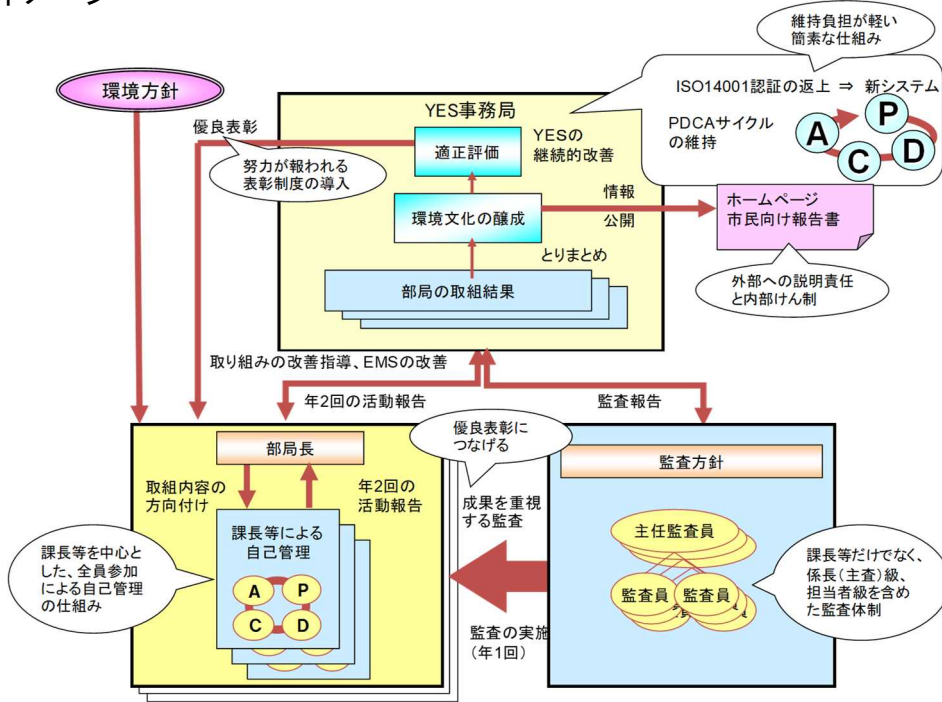 維持負担が軽い
簡素な仕組み
ISO14001認証の返上 ⇒ 新システム
PDCAサイクル
の維持
P
D
C
A
環境方針
YES事務局
優良表彰
適正評価
YESの
継続的改善
努力が報われる
表彰制度の導入
環境文化の醸成
情報
公開
ホームページ
市民向け報告書
とりまとめ
部局の取組結果
外部への説明責任
と内部けん制
取り組みの改善指導、EMSの改善
年2回の活動報告
監査報告
部局長
優良表彰に
つなげる
監査方針
取組内容の
方向付け
年2回の
活動報告
成果を重視
する監査
課長等による
自己管理
A
P
C
D
課長等を中心とし
た、全員参加
による自己管理
の仕組み
主任監査員
監査員
監査員
課長等だけでなく、
係長(主査)級、
担当者級を含め
た監査体制
監査の実施
(年1回)